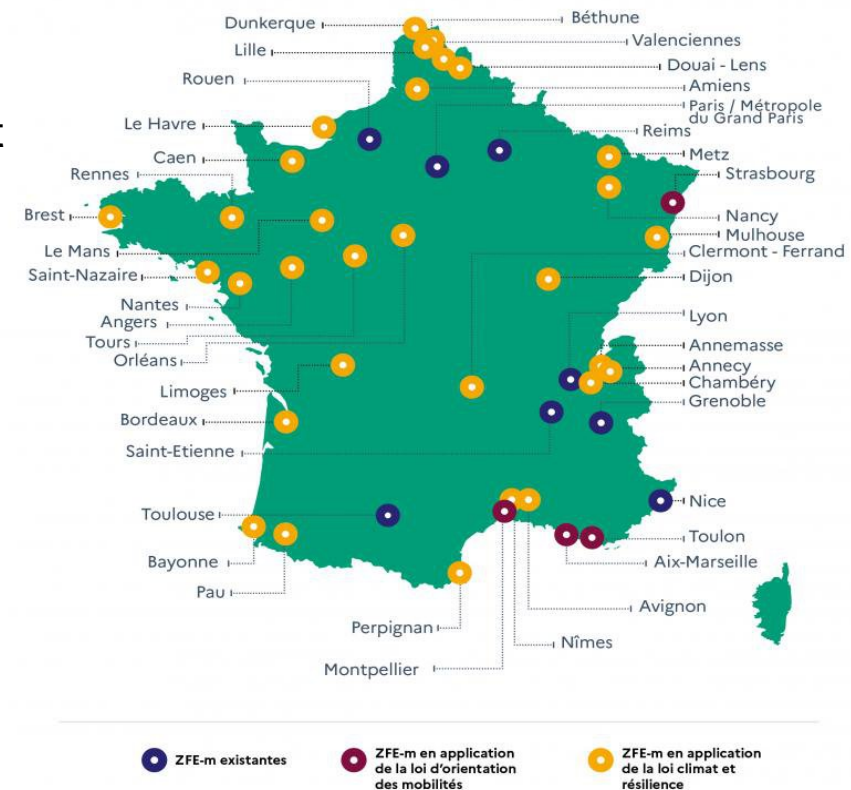 Dunkerque
Béthune
Valenciennes
Lille
Douai - Lens
Rouen
Amiens
Paris / Métropole
du Grand Paris
Le Havre
Reims
Caen
Metz
Rennes
Strasbourg
Brest
Nancy
Mulhouse
Le Mans
Clermont - Ferrand
Saint-Nazaire
Dijon
Nantes
Lyon
Angers
Tours
Annemasse
Orléans
Annecy
Chambéry
Limoges
Grenoble
Bordeaux
Saint-Etienne
Nice
Toulouse
Toulon
Bayonne
Aix-Marseille
Pau
Avignon
Perpignan
Nîmes
Montpellier
ZFE-m existantes
ZFE-m en application
de la loi d'orientation
des mobilités
ZFE-m en application
de la loi climat et
résilience